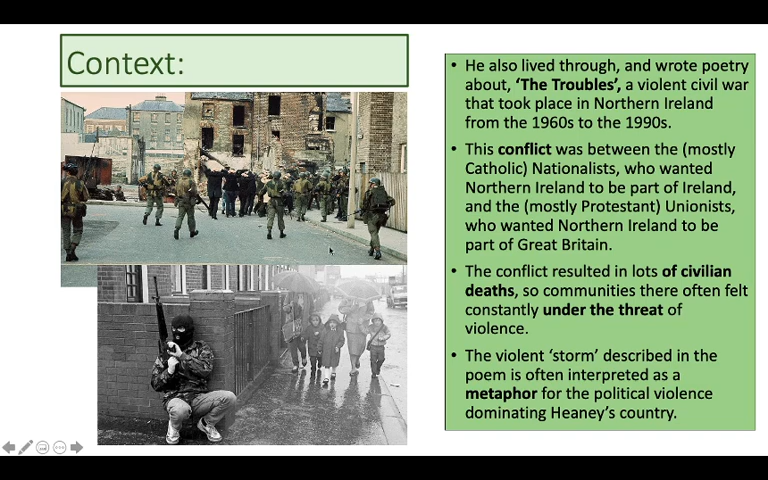 Context:
• He also lived through, and wrote poetry
about, ‘The Troubles’, a violent civil war
that took place in Northern Ireland
from the 1960s to the 1990s.
• This conflict was between the (mostly
Catholic) Nationalists, who wanted
Northern Ireland to be part of Ireland,
and the (mostly Protestant) Unionists,
who wanted Northern Ireland to be
part of Great Britain.
• The conflict resulted in lots of civilian
deaths, so communities there often felt
constantly under the threat of
violence.
• The violent ‘storm’ described in the
poem is often interpreted as a
metaphor for the political violence
dominating Heaney’s country.